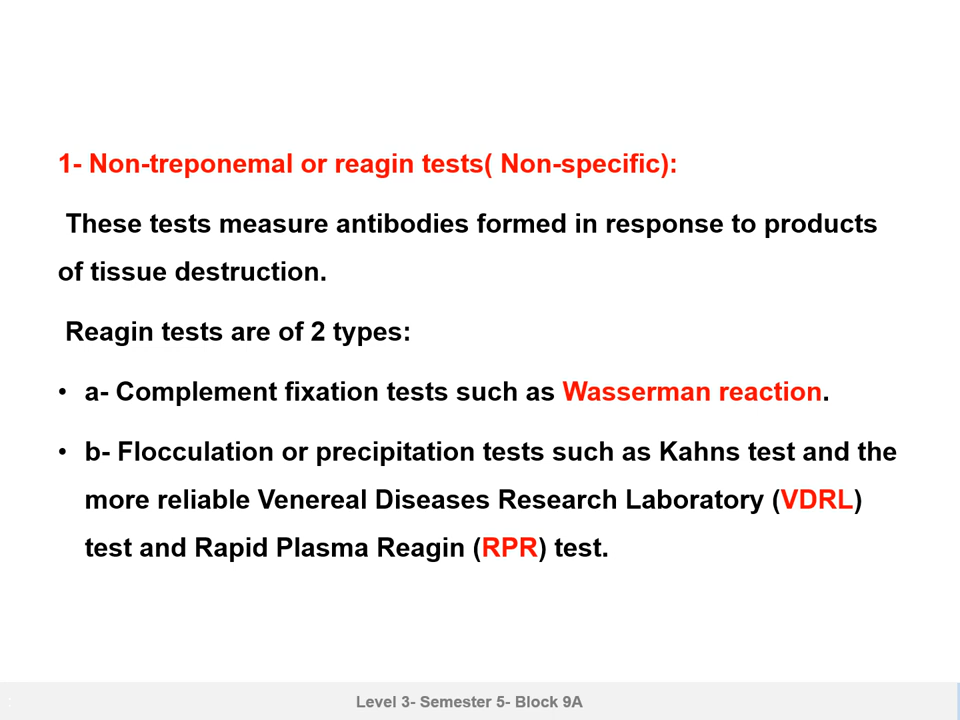 1- Non-treponemal or reagin tests( Non-specific):
These tests measure antibodies formed in response to products
of tissue destruction.
Reagin tests are of 2 types:
• a- Complement fixation tests such as Wasserman reaction.
• b- Flocculation or precipitation tests such as Kahns test and the
more reliable Venereal Diseases Research Laboratory (VDRL)
test and Rapid Plasma Reagin (RPR) test.
Level 3- Semester 5- Block 9A